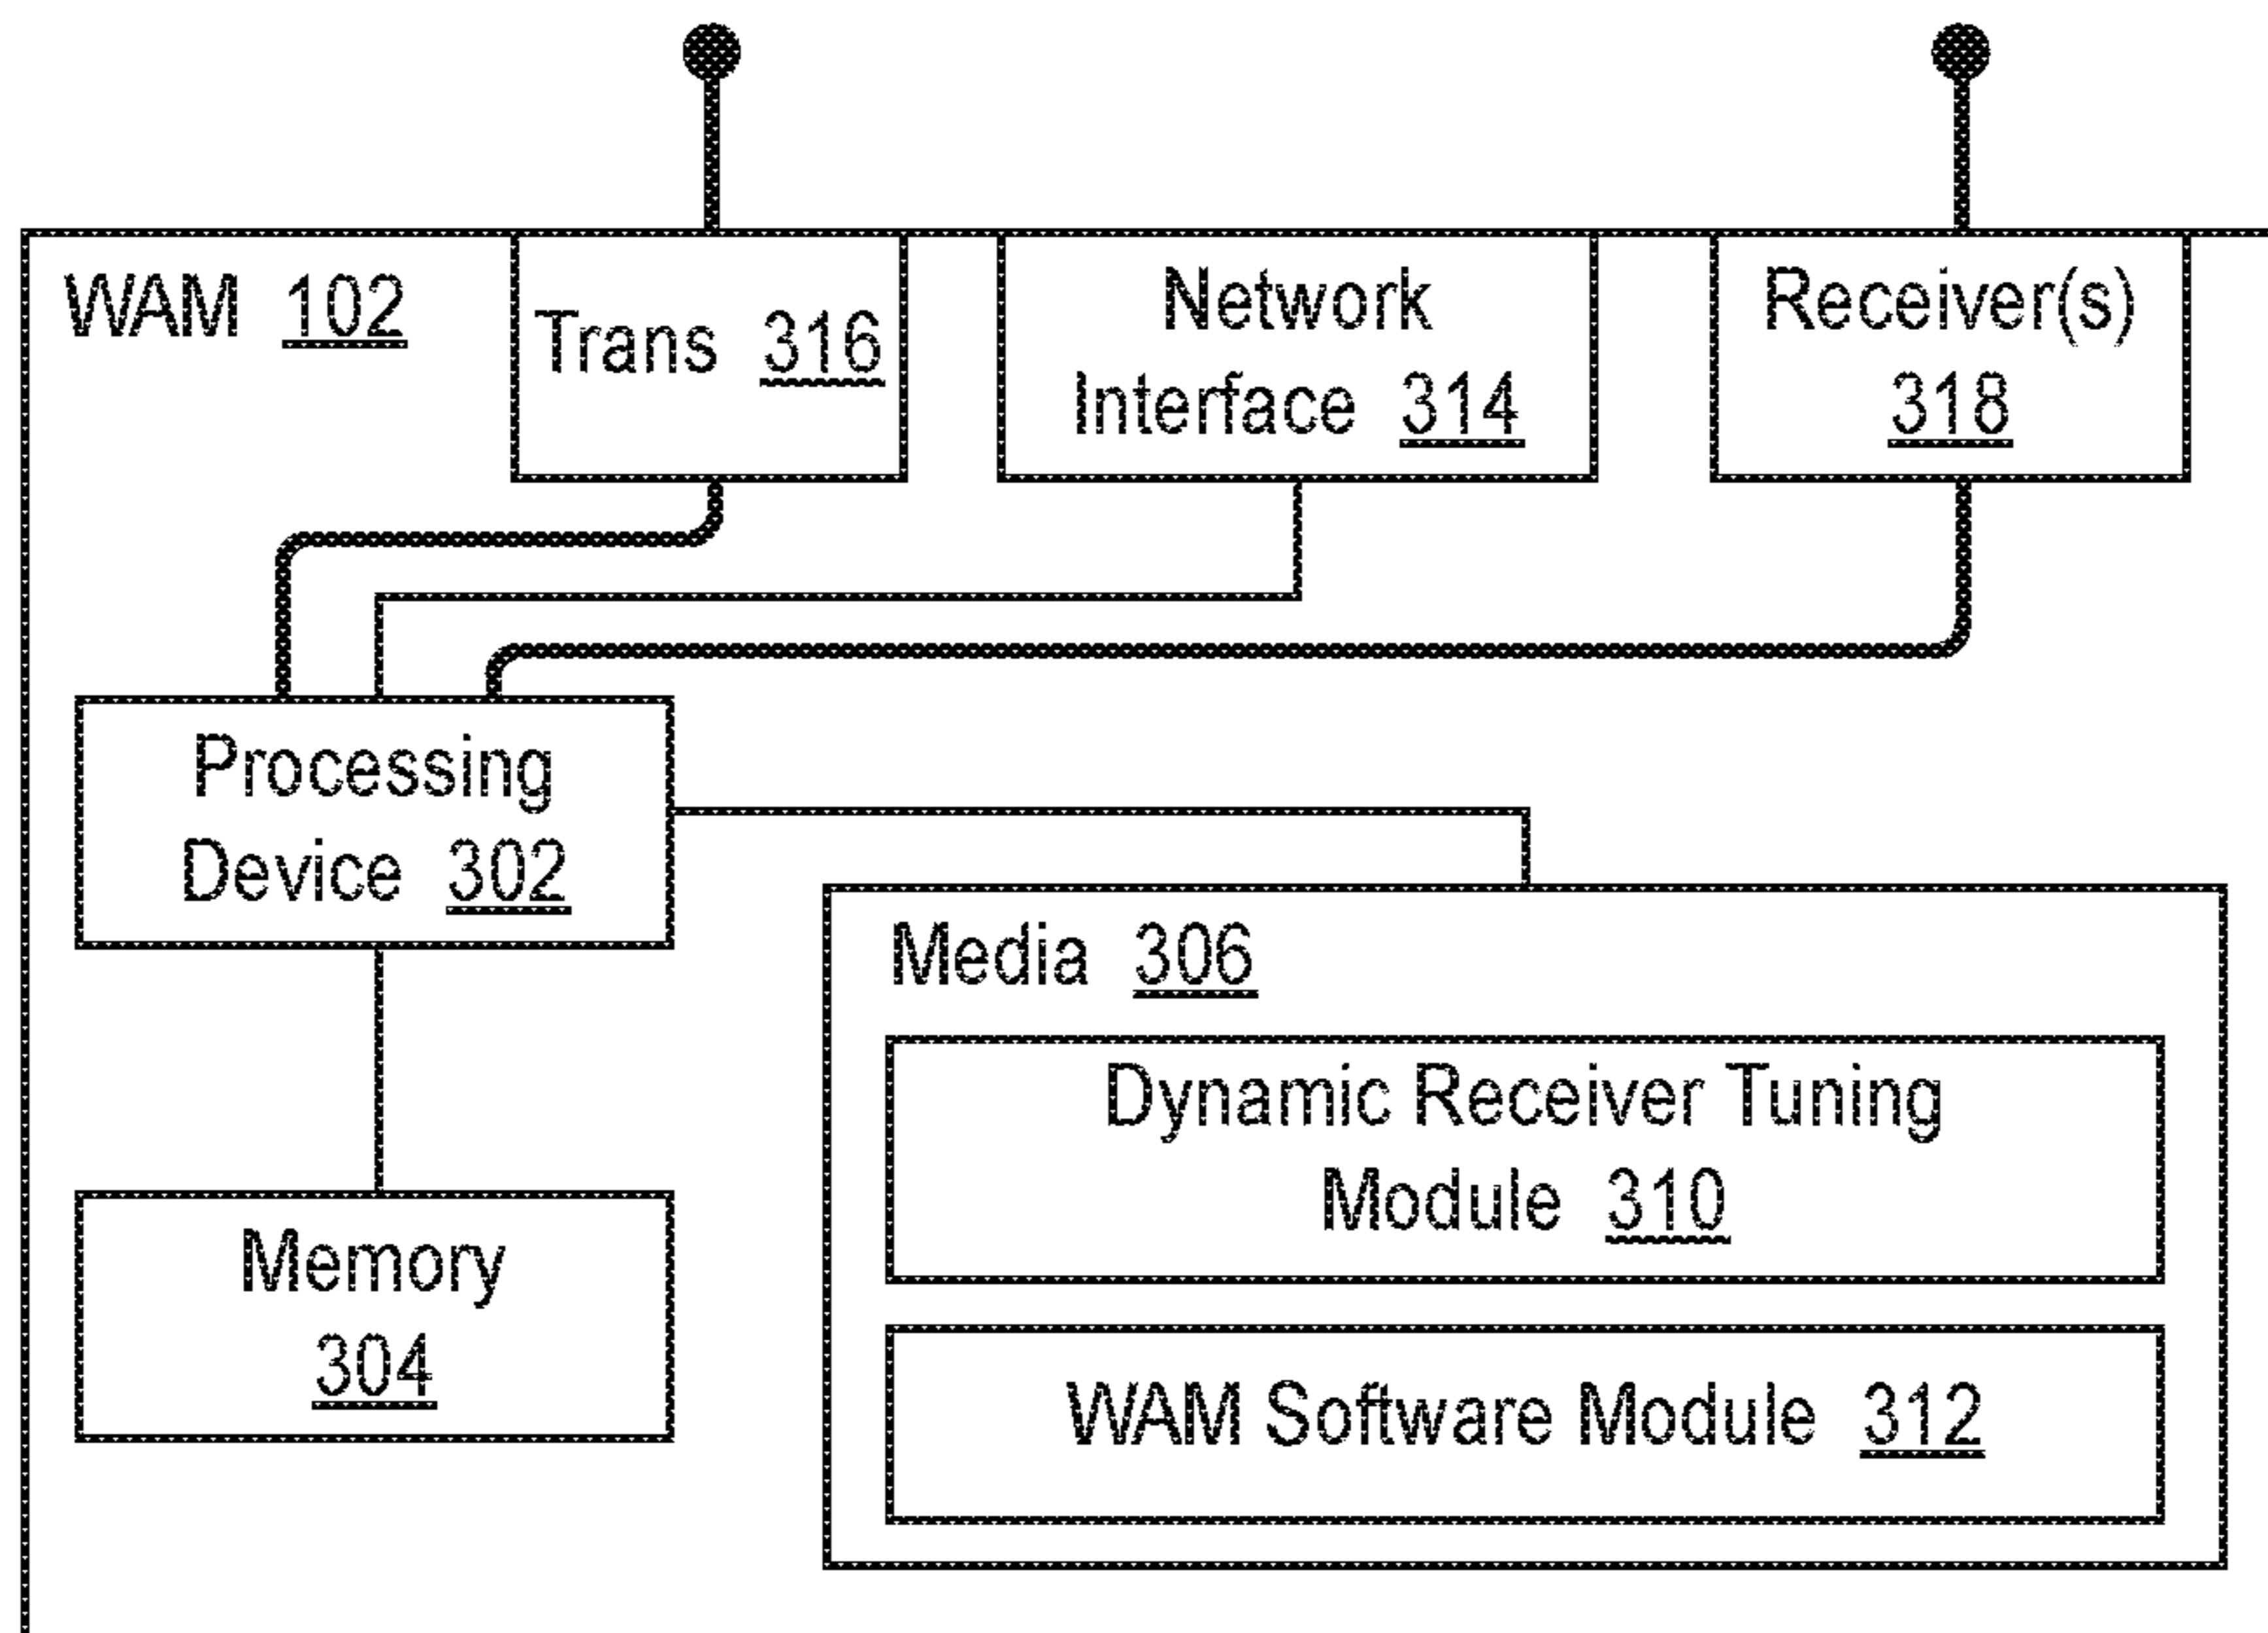 WAM 102
Trans 316
Network
Interface 314
Receiver(s)
318
Processing
Device 302
Media 306
Dynamic Receiver Tuning
Module 310
Memory
304
WAM Software Module 312